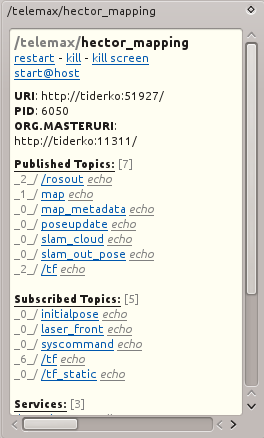 /telemax/hector_mapping
/telemax/hector_mapping
restart - kill - kill screen
start@host
URI: http://tiderko:51927/
PID: 6050
ORG.MASTERURI:
http://tiderko:11311/
Published Topics: [7]
_2_/ /rosout echo
_1_/ map echo
_0_/ map_metadata echo
_0_/ poseupdate echo
_0_/ slam_cloud echo
_0_/ slam_out_pose echo
_2_/ /tf echo
Subscribed Topics: [5]
_0_/ initialpose echo
_0_/ laser_front echo
_0_/ syscommand echo
_6_/ /tf echo
_0_/ /tf_static echo
Services: [3]